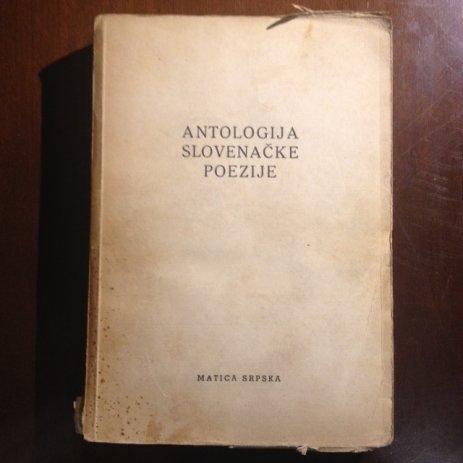 ANTOLOGIJA
SLOVENAČKE
POEZIJE
MATICA SRPSKA